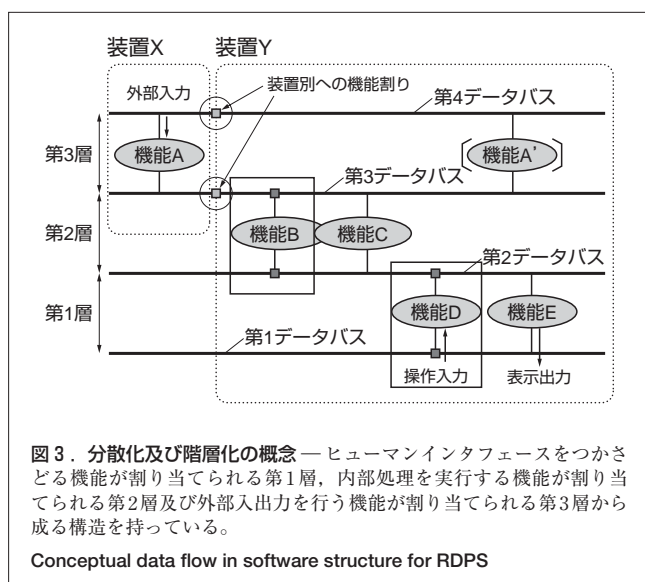 装置X
装置Y
外部入力
装置別への機能割り
第4データバス
第3層
機能A
機能A'
第3データバス
第2層
機能B
機能C
第2データバス
第1層
機能D
機能E
第1データバス
操作入力
表示出力
図3．分散化及び階層化の概念 — ヒューマンインタフェースをつかさ
どる機能が割り当てられる第1層，内部処理を実行する機能が割り当
てられる第2層及び外部入出力を行う機能が割り当てられる第3層から
成る構造を持っている。
Conceptual data flow in software structure for RDPS